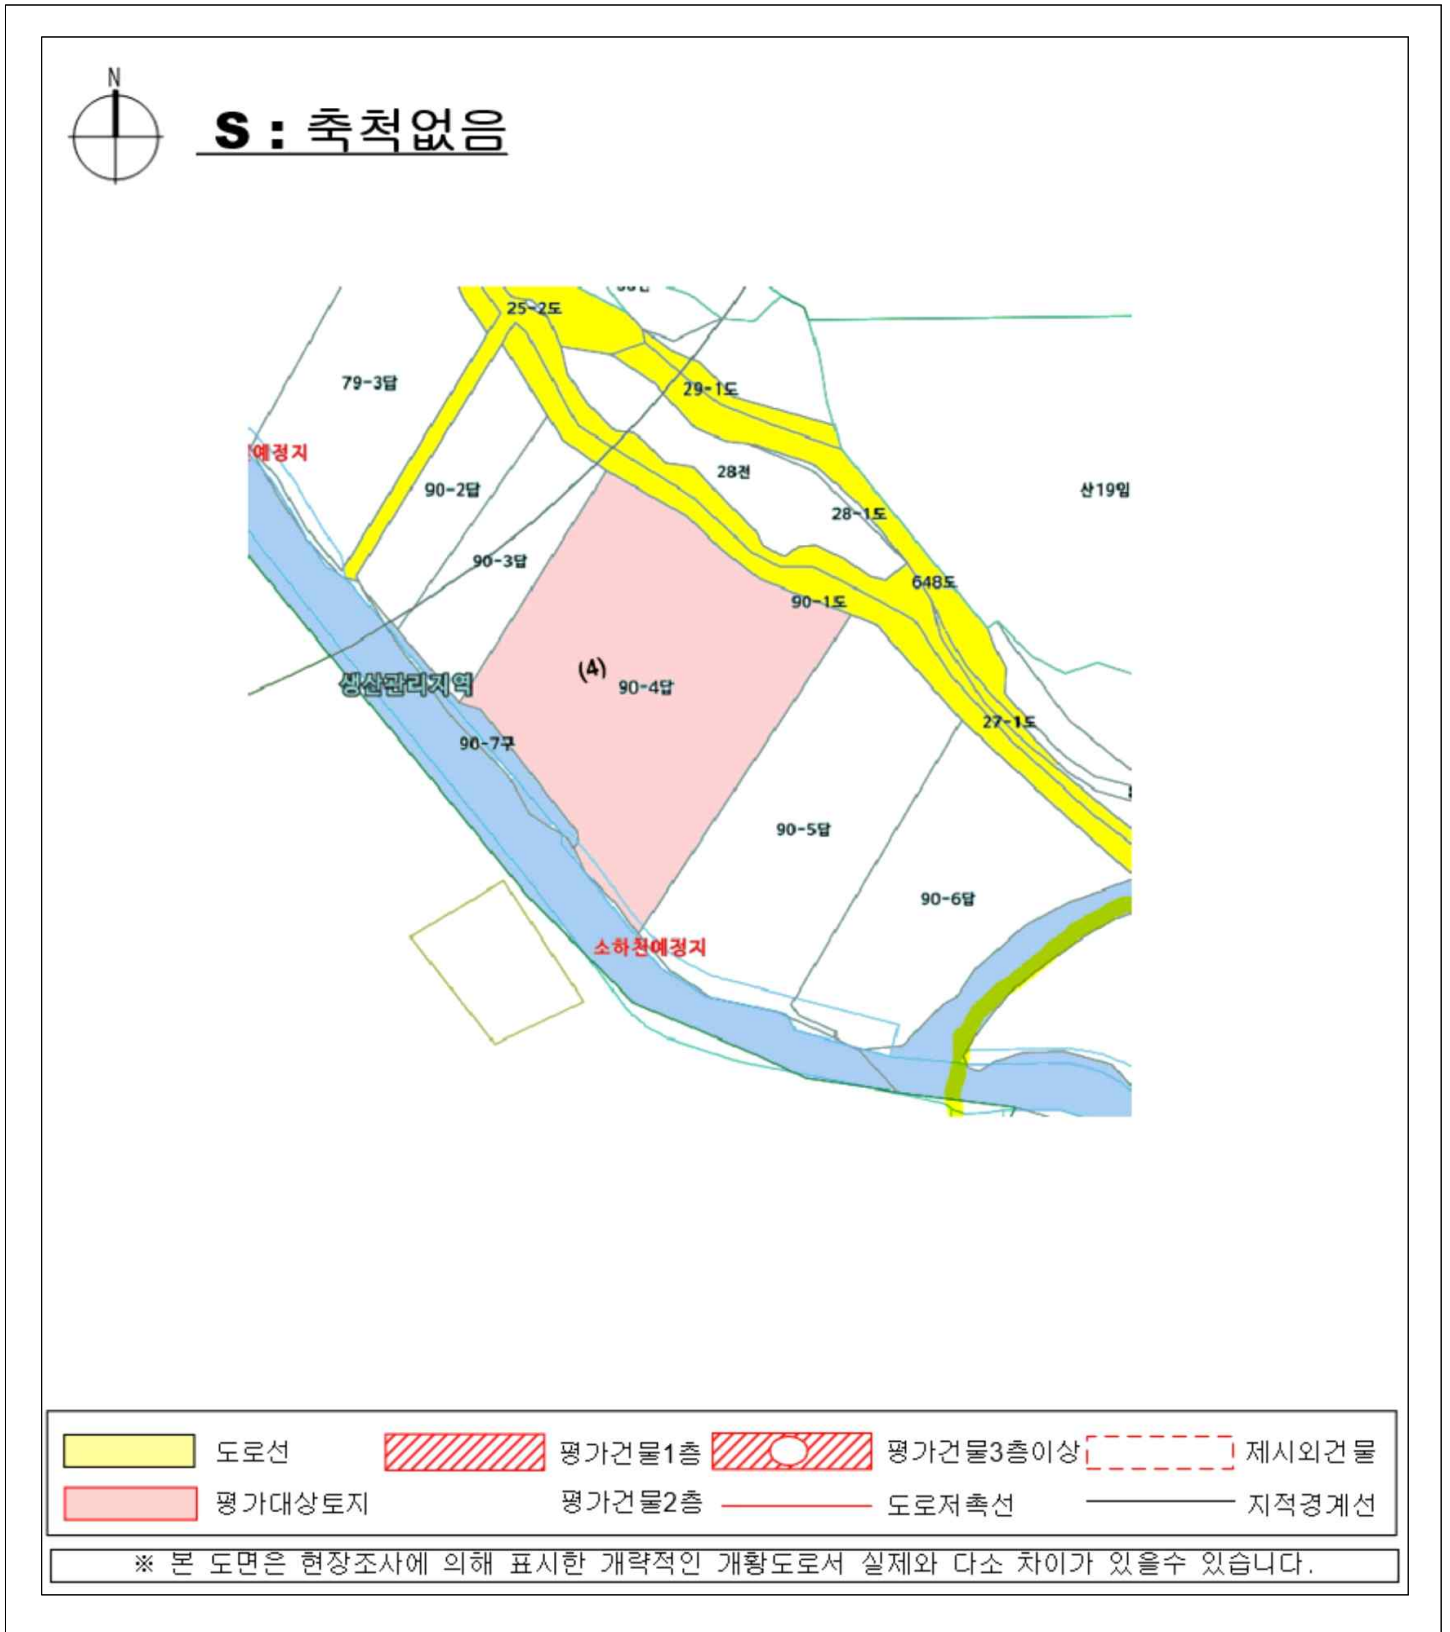 N
S : 축척없음
25-2도
79-3답
29-1도
예정지
28전
90-2답
산19임
28-1도
90-3답
648도
90-1도
(4)
90-4답
생산관리지역
27-1도
90-7구
90-5답
90-6답
소하천예정지
도로선 평가건물1층 평가건물3층이상 제시외건물
평가대상토지 평가건물2층 도로저촉선 지적경계선
※ 본 도면은 현장조사에 의해 표시한 개략적인 개황도로서 실제와 다소 차이가 있을수 있습니다.